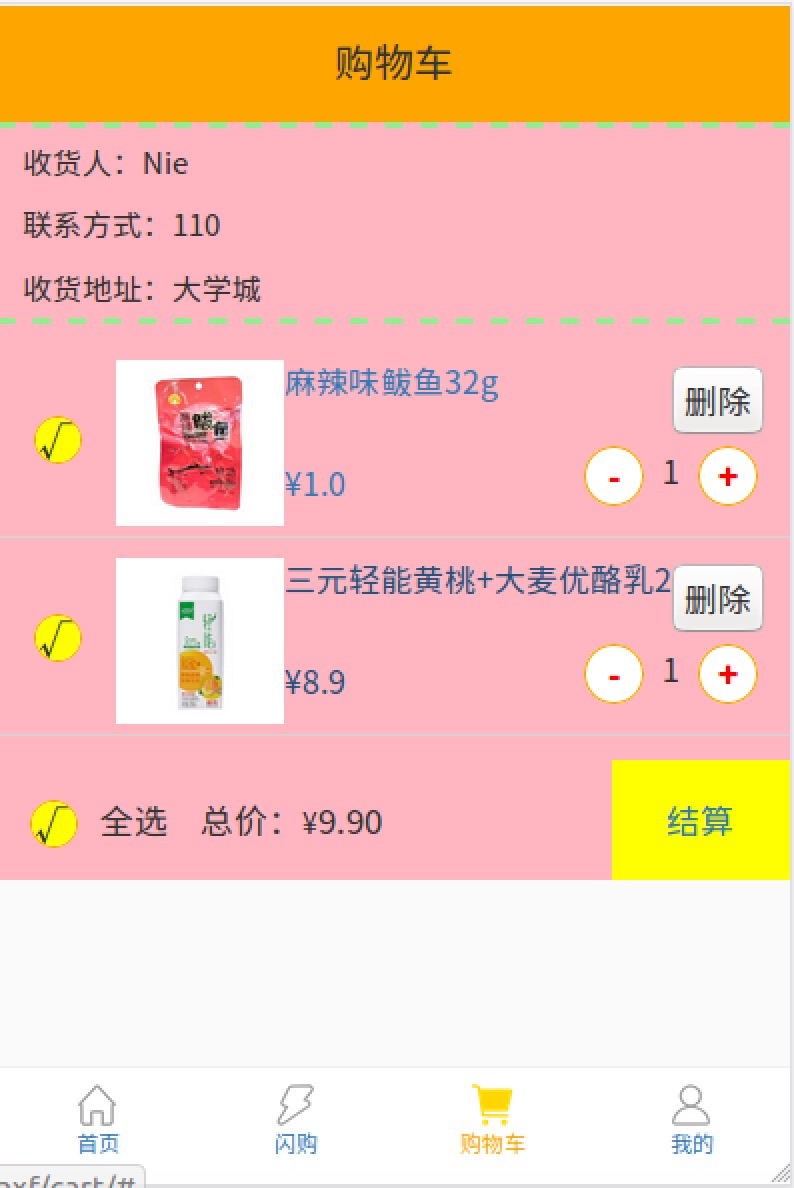 购物车
收货人：Nie
联系方式：110
收货地址：大学城
麻辣味鲅鱼32g
删除
√
¥1.0
-
1
+
三元轻能黄桃+大麦优酪乳2
删除
√
¥8.9
-
1
+
√ 全选 总价：¥9.90
结算
首页
闪购
购物车
我的
axf/cart/#